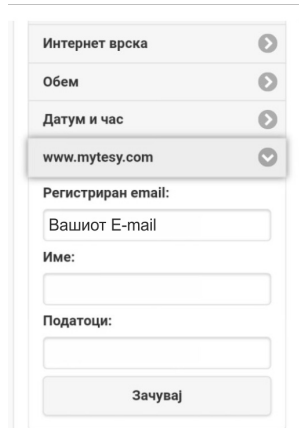 Интернет врска
Обем
Датум и час
www.mytesy.com
Регистриран email:
Вашиот E-mail
Име:
Податоци:
Зачувај